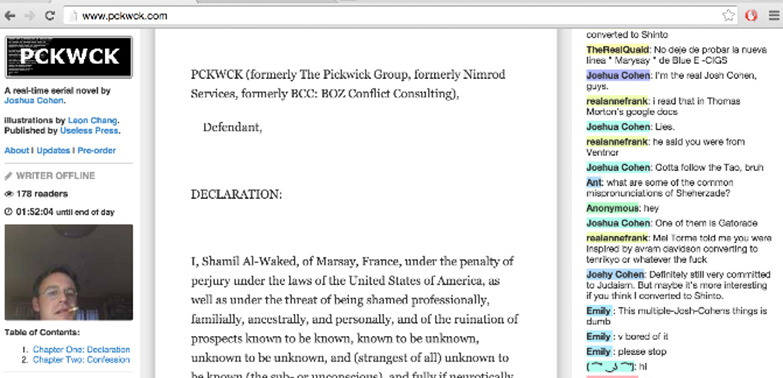 www.pckwck.com
PCKWCK
A real-time serial novel by
Joshua Cohen.
Illustrations by Leon Chang.
Published by Useless Press.
About | Updates | Pre-order
WRITER OFFLINE
178 readers
01:52:04 until end of day
Table of Contents:
1. Chapter One: Declaration
2. Chapter Two: Confession
PCKWCK (formerly The Pickwick Group, formerly Nimrod
Services, formerly BCC: BOZ Conflict Consulting),
Defendant,
DECLARATION:
I, Shamil Al-Waked, of Marsay, France, under the penalty of
perjury under the laws of the United States of America, as
well as under the threat of being shamed professionally,
familially, ancestrally, and personally, and of the ruination of
prospects known to be known, known to be unknown,
unknown to be unknown, and (strangest of all) unknown to
be known (the sub- or unconscious), and fully if neurotically
converted to Shinto
TheRealQuaid: No deje de probar la nueva
linea " Marysay " de Blue E -CIGS
Joshua Cohen: I'm the real Josh Cohen,
guys.
realannefrank: i read that in Thomas
Morton's google docs
Joshua Cohen: Lies.
realannefrank: he said you were from
Ventnor
Joshua Cohen: Gotta follow the Tao, bruh
Ant: what are some of the common
mispronunciations of Sheherzade?
Anonymous: hey
Joshua Cohen: One of them is Gatorade
realannefrank: Mel Torme told me you were
inspired by avram davidson converting to
tenrikyo or whatever the fuck
Joehy Cohen: Definitely still very committed
to Judaism. But maybe it's more interesting
if you think I converted to Shinto.
Emily : This multiple-Josh-Cohens things is
dumb
Emily : v bored of it
Emily : please stop
: hi